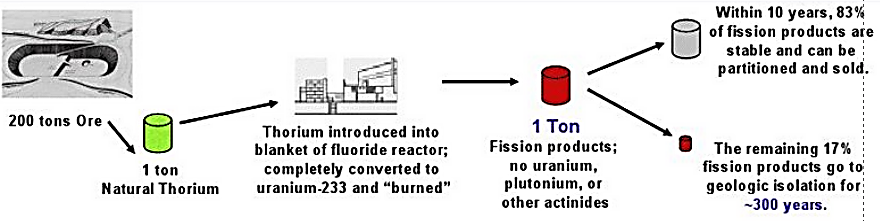 200 tons Ore
1 ton
Natural Thorium
Thorium introduced into
blanket of fluoride reactor;
completely converted to
uranium-233 and “burned”
1 Ton
Fission products;
no uranium,
plutonium, or
other actinides
Within 10 years, 83%
of fission products are
stable and can be
partitioned and sold.
The remaining 17%
fission products go to
geologic isolation for
~300 years.